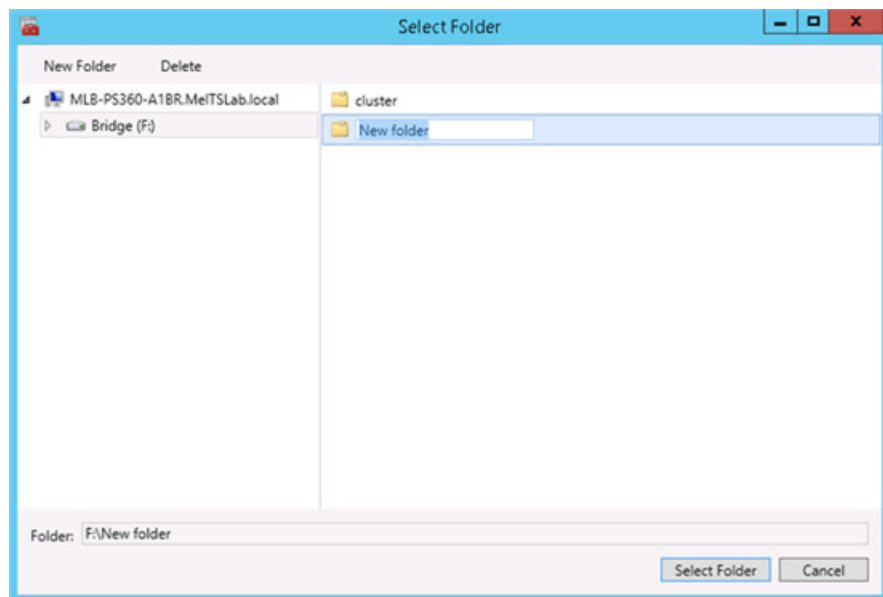 Select Folder
New Folder Delete
MLB-PS360-A1BR.MelTSLab.local
Bridge (F:)
cluster
New folder
Folder: F:\New folder
Select Folder Cancel